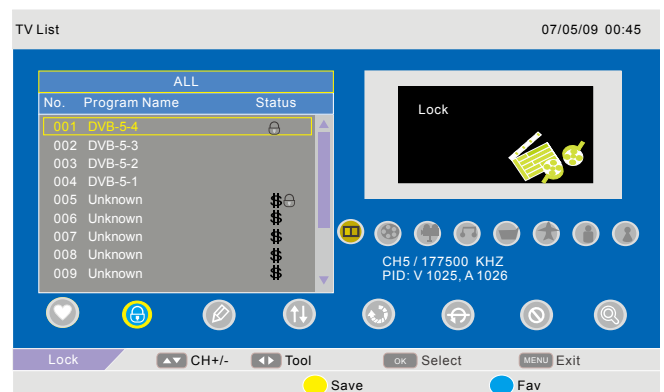 TV List 07/05/09 00:45
ALL
No. Program Name Status
001 DVB-5-4
002 DVB-5-3
003 DVB-5-2
004 DVB-5-1
005 Unknown $
006 Unknown $
007 Unknown $
008 Unknown $
009 Unknown $
Lock
CH5 / 177500 KHZ
PID: V 1025, A 1026
Lock CH+/- Tool OK Select MENU Exit
Save Fav